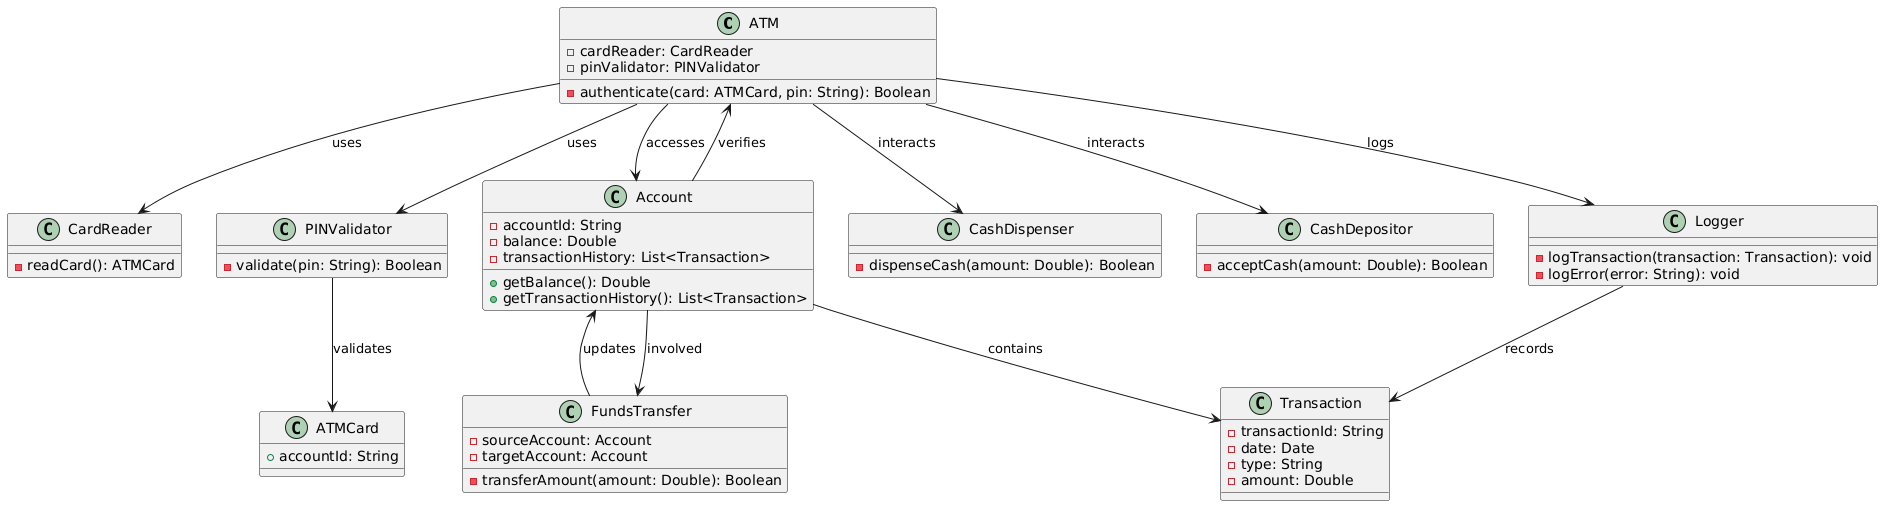 C ATM
cardReader: CardReader
pinValidator: PINValidator
authenticate(card: ATMCard, pin: String): Boolean
uses
uses
accesses
verifies
interacts
interacts
logs
C CardReader
readCard(): ATMCard
C PINValidator
validate(pin: String): Boolean
C Account
accountId: String
balance: Double
transactionHistory: List<Transaction>
getBalance(): Double
getTransactionHistory(): List<Transaction>
C CashDispenser
dispenseCash(amount: Double): Boolean
C CashDepositor
acceptCash(amount: Double): Boolean
C Logger
logTransaction(transaction: Transaction): void
logError(error: String): void
validates
updates
involved
contains
records
C ATMCard
accountId: String
C FundsTransfer
sourceAccount: Account
targetAccount: Account
transferAmount(amount: Double): Boolean
C Transaction
transactionId: String
date: Date
type: String
amount: Double